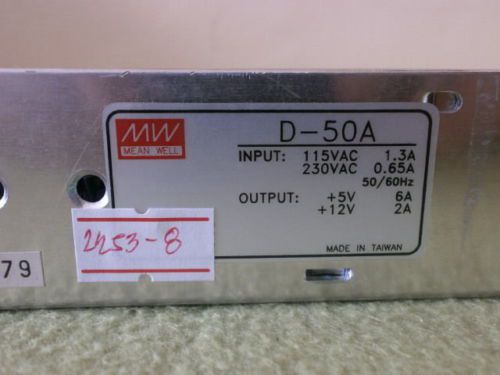 MW
MEAN WELL
D-50A
INPUT: 115VAC 1.3A
230VAC 0.65A
50/60Hz
OUTPUT: +5V 6A
+12V 2A
MADE IN TAIWAN
2253-8
79